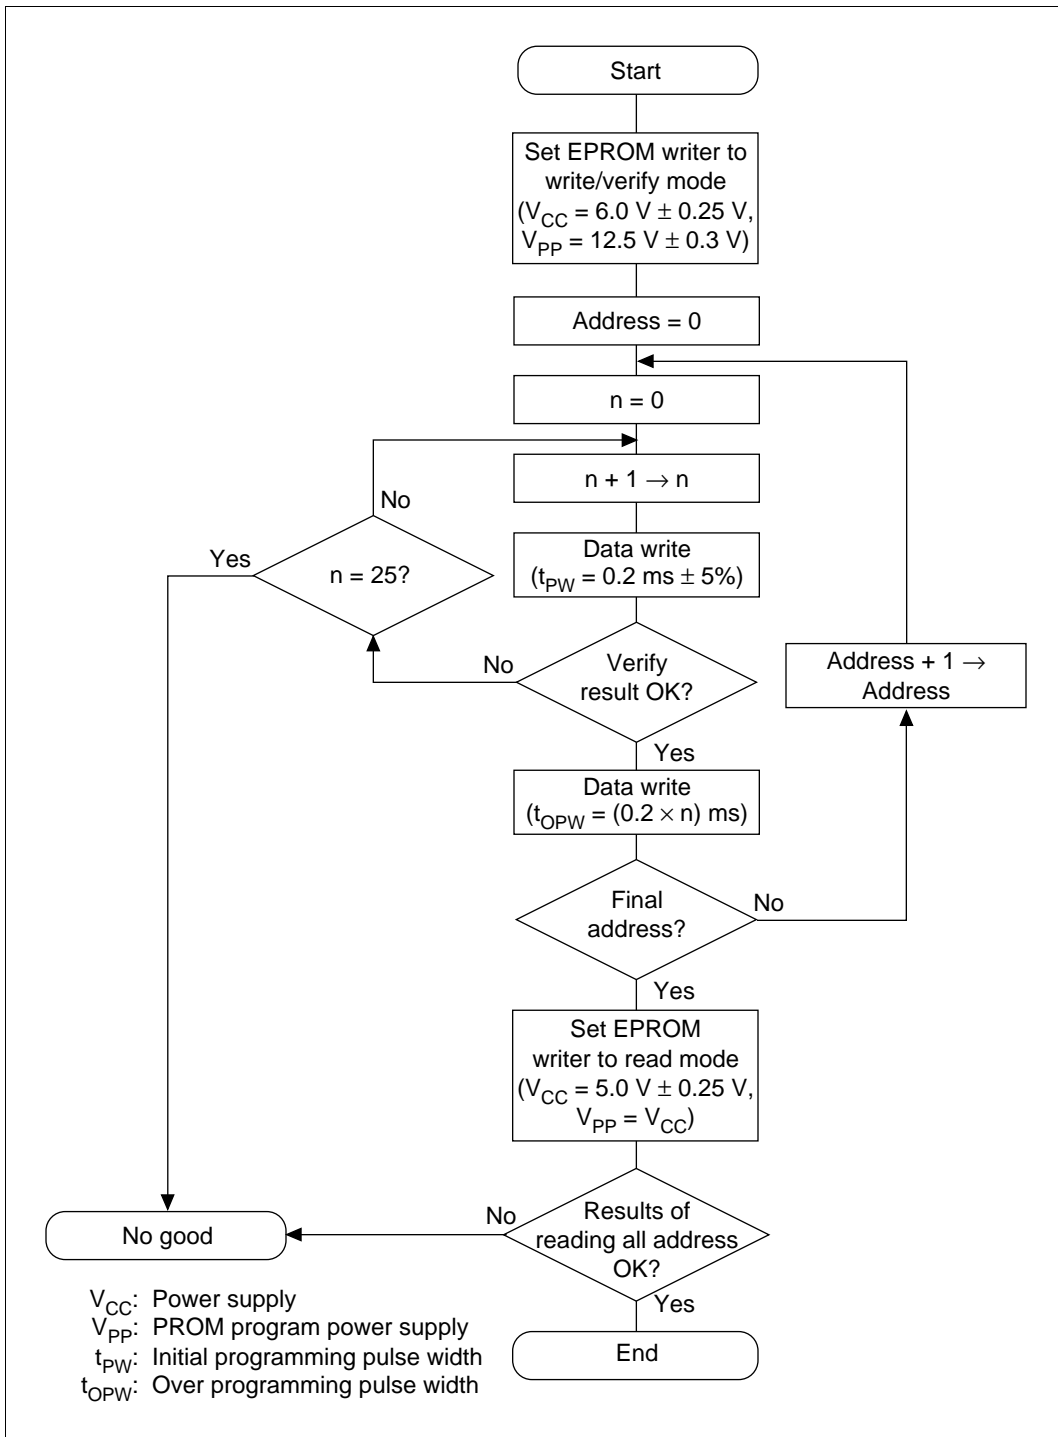 Start
Set EPROM writer to
write/verify mode
(VCC = 6.0 V ± 0.25 V,
VPP = 12.5 V ± 0.3 V)
Address = 0
n = 0
n + 1 → n
No
Yes
n = 25?
Data write
(tPW = 0.2 ms ± 5%)
No
Verify
result OK?
Address + 1 →
Address
Yes
Data write
(tOPW = (0.2 × n) ms)
Final
address?
No
Yes
Set EPROM
writer to read mode
(VCC = 5.0 V ± 0.25 V,
VPP = VCC)
No
Results of
reading all address
OK?
No good
Yes
End
VCC: Power supply
VPP: PROM program power supply
tPW: Initial programming pulse width
tOPW: Over programming pulse width